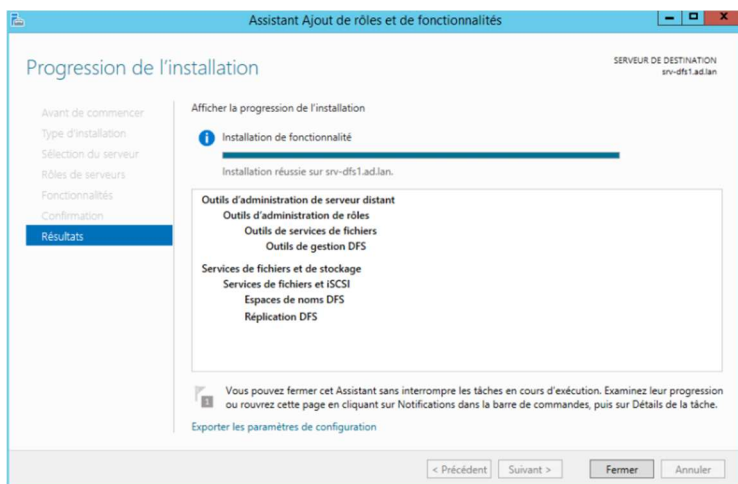 Assistant Ajout de rôles et de fonctionnalités
Progression de l'installation
SERVEUR DE DESTINATION
srv-dfs1.ad.lan
Avant de commencer
Type d'installation
Sélection du serveur
Rôles de serveurs
Fonctionnalités
Confirmation
Résultats
Afficher la progression de l'installation
Installation de fonctionnalité
Installation réussie sur srv-dfs1.ad.lan.
Outils d'administration de serveur distant
Outils d'administration de rôles
Outils de services de fichiers
Outils de gestion DFS
Services de fichiers et de stockage
Services de fichiers et iSCSI
Espaces de noms DFS
Réplication DFS
1
Vous pouvez fermer cet Assistant sans interrompre les tâches en cours d'exécution. Examinez leur progression
ou rouvrez cette page en cliquant sur Notifications dans la barre de commandes, puis sur Détails de la tâche.
Exporter les paramètres de configuration
< Précédent Suivant > Fermer Annuler